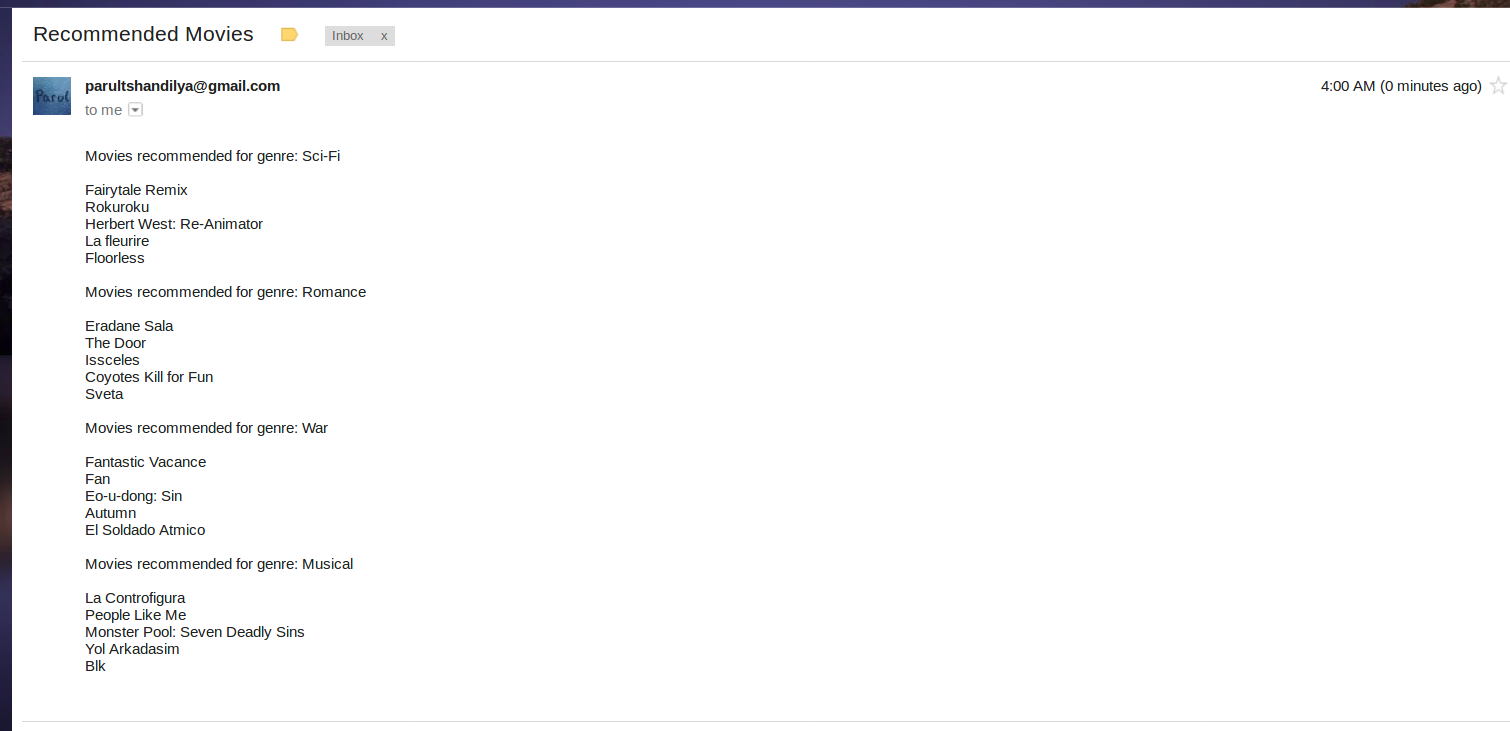 Recommended Movies
Inbox x
parultshandilya@gmail.com
4:00 AM (0 minutes ago)
Parul
to me
Movies recommended for genre: Sci-Fi
Fairytale Remix
Rokuroku
Herbert West: Re-Animator
La fleurire
Floorless
Movies recommended for genre: Romance
Eradane Sala
The Door
Issceles
Coyotes Kill for Fun
Sveta
Movies recommended for genre: War
Fantastic Vacance
Fan
Eo-u-dong: Sin
Autumn
El Soldado Atmico
Movies recommended for genre: Musical
La Controfigura
People Like Me
Monster Pool: Seven Deadly Sins
Yol Arkadasim
Blk